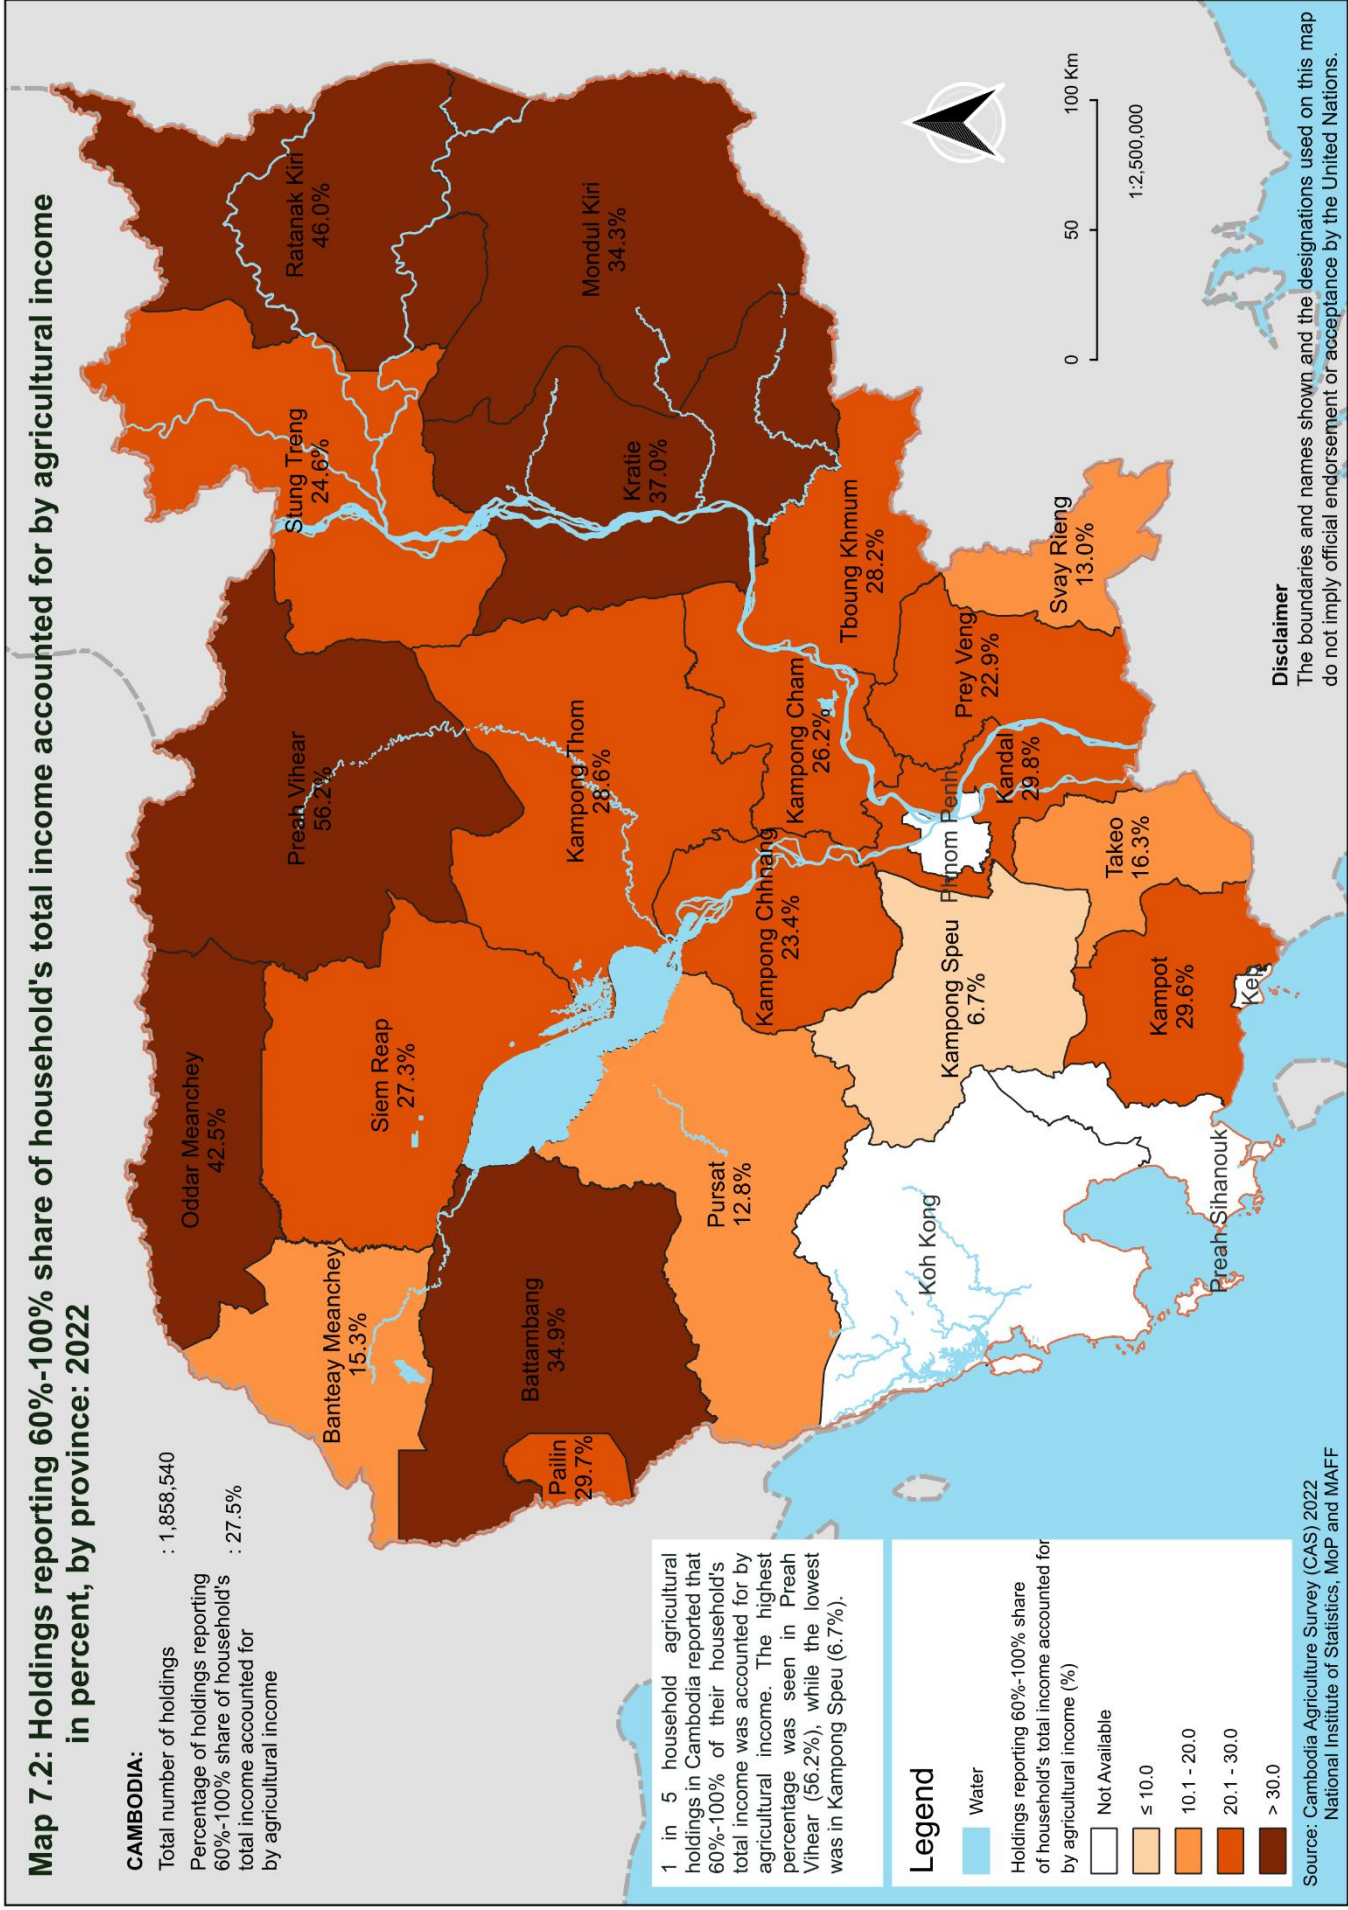 Map 7.2: Holdings reporting 60%-100% share of household's total income accounted for by agricultural income
in percent, by province: 2022
CAMBODIA:
Total number of holdings : 1,858,540
Percentage of holdings reporting
60%-100% share of household's : 27.5%
total income accounted for
by agricultural income
Oddar Meanchey
42.5%
Preah Vihear
56.2%
Stung Treng
24.6%
Ratanak Kiri
46.0%
Banteay Meanchey
15.3%
Siem Reap
27.3%
Battambang
34.9%
Pailin
29.7%
Kampong Thom
28.6%
Kratie
37.0%
Mondul Kiri
34.3%
Pursat
12.8%
Kampong Chhnang
23.4%
Kampong Cham
26.2%
Tboung Khmum
28.2%
Koh Kong
Kampong Speu
6.7%
Phnom Penh
Kandal
29.8%
Prey Veng
22.9%
Svay Rieng
13.0%
Takeo
16.3%
Kampot
29.6%
Kep
Preah Sihanouk
1 in 5 household agricultural
holdings in Cambodia reported that
60%-100% of their household's
total income was accounted for by
agricultural income. The highest
percentage was seen in Preah
Vihear (56.2%), while the lowest
was in Kampong Speu (6.7%).
Legend
Water
Holdings reporting 60%-100% share
of household's total income accounted for
by agricultural income (%)
Not Available
≤ 10.0
10.1 - 20.0
20.1 - 30.0
> 30.0
0 50 100 Km
1:2,500,000
Source: Cambodia Agriculture Survey (CAS) 2022
National Institute of Statistics, MoP and MAFF
Disclaimer
The boundaries and names shown and the designations used on this map
do not imply official endorsement or acceptance by the United Nations.